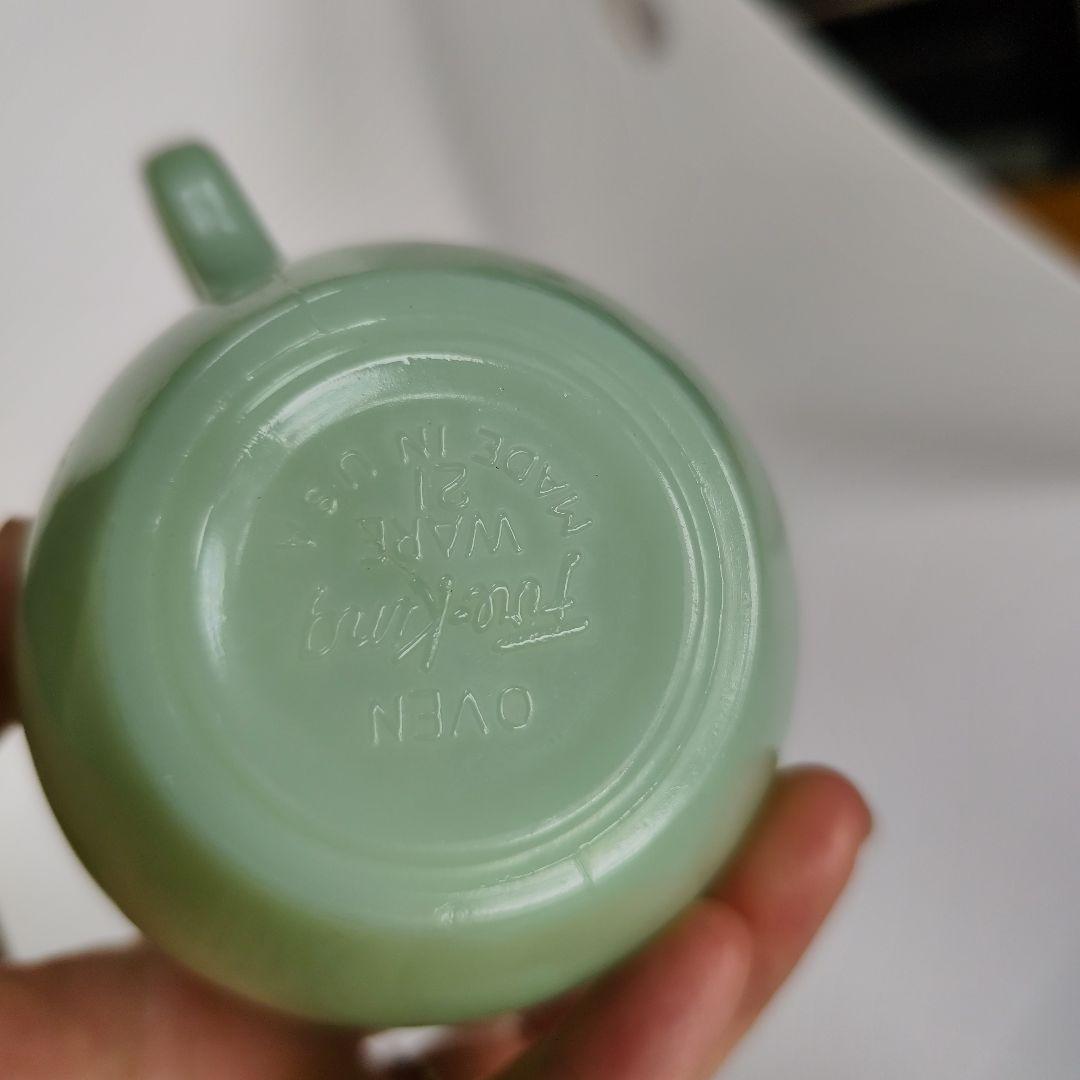 OVEN
Fire-King
WARE
21
MADE IN U.S.A